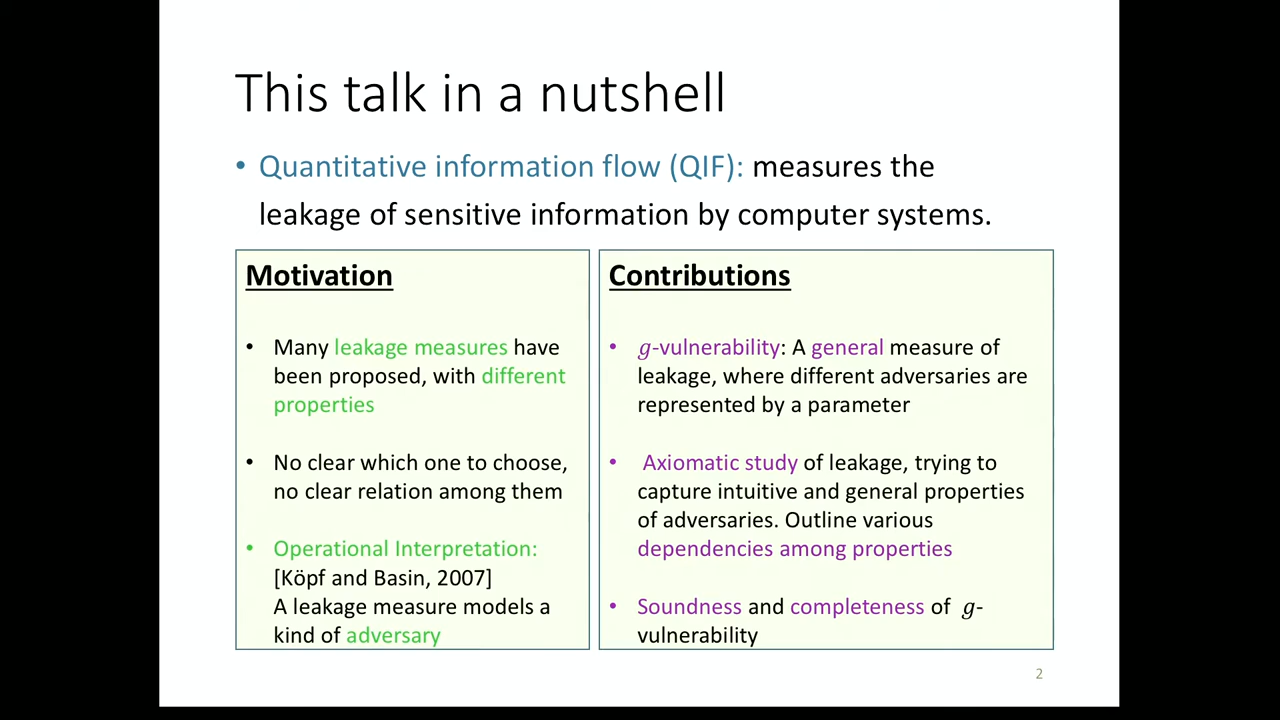 This talk in a nutshell
• Quantitative information flow (QIF): measures the
leakage of sensitive information by computer systems.
Motivation
• Many leakage measures have
been proposed, with different
properties
• No clear which one to choose,
no clear relation among them
• Operational Interpretation:
[Köpf and Basin, 2007]
A leakage measure models a
kind of adversary
Contributions
• g-vulnerability: A general measure of
leakage, where different adversaries are
represented by a parameter
• Axiomatic study of leakage, trying to
capture intuitive and general properties
of adversaries. Outline various
dependencies among properties
• Soundness and completeness of g-
vulnerability
2